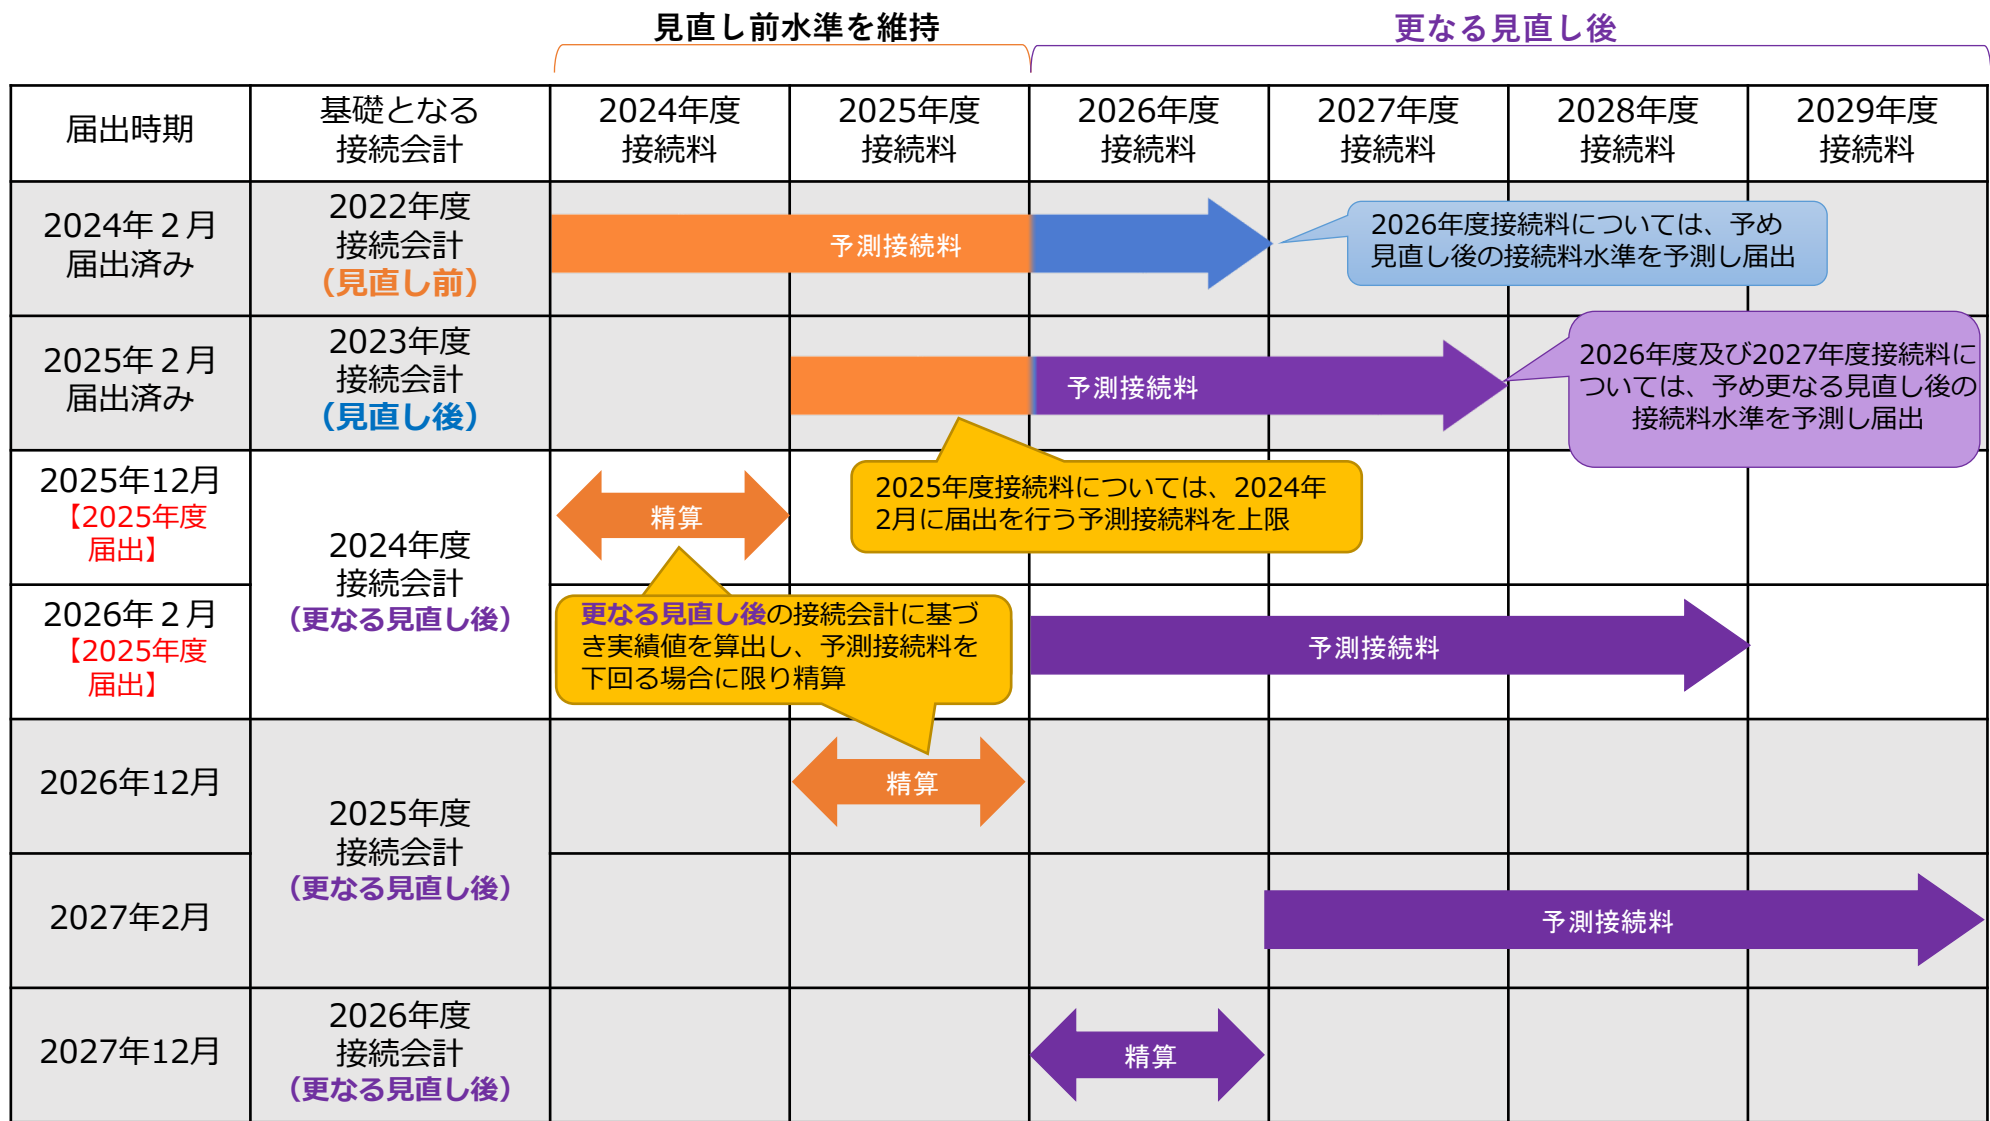 見直し前水準を維持
更なる見直し後
届出時期
基礎となる
接続会計
2024年度
接続料
2025年度
接続料
2026年度
接続料
2027年度
接続料
2028年度
接続料
2029年度
接続料
2024年２月
届出済み
2022年度
接続会計
（見直し前）
予測接続料
2026年度接続料については、予め
見直し後の接続料水準を予測し届出
2025年２月
届出済み
2023年度
接続会計
（見直し後）
予測接続料
2026年度及び2027年度接続料に
ついては、予め更なる見直し後の
接続料水準を予測し届出
2025年12月
【2025年度
届出】
2024年度
接続会計
（更なる見直し後）
精算
2025年度接続料については、2024年
2月に届出を行う予測接続料を上限
2026年２月
【2025年度
届出】
更なる見直し後の接続会計に基づ
き実績値を算出し、予測接続料を
下回る場合に限り精算
予測接続料
2026年12月
2025年度
接続会計
（更なる見直し後）
精算
2027年2月
予測接続料
2027年12月
2026年度
接続会計
（更なる見直し後）
精算